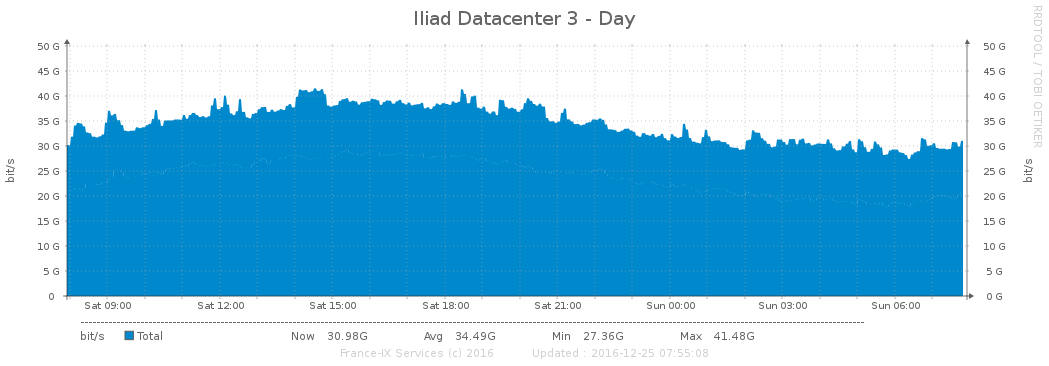 Iliad Datacenter 3 - Day
RRDTOOL / TOBI OETIKER
50 G 50 G
45 G 45 G
40 G 40 G
35 G 35 G
30 G 30 G
25 G 25 G
20 G 20 G
15 G 15 G
10 G 10 G
5 G 5 G
0 0 G
bit/s bit/s
Sat 09:00 Sat 12:00 Sat 15:00 Sat 18:00 Sat 21:00 Sun 00:00 Sun 03:00 Sun 06:00
bit/s Total Now 30.98G Avg 34.49G Min 27.36G Max 41.48G
France-IX Services (c) 2016 Updated : 2016-12-25 07:55:08